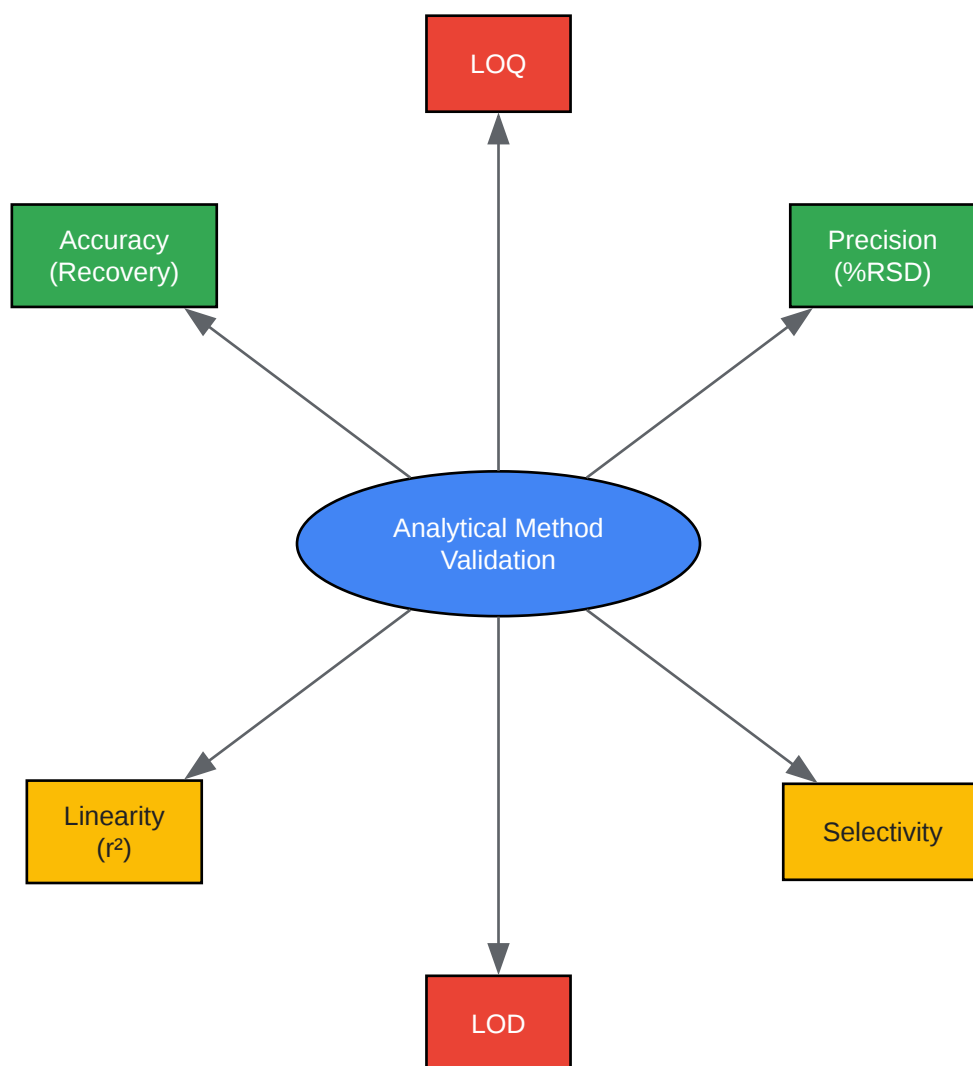 LOQ
Accuracy
(Recovery)
Precision
(%RSD)
Analytical Method
Validation
Linearity
(r²)
Selectivity
LOD